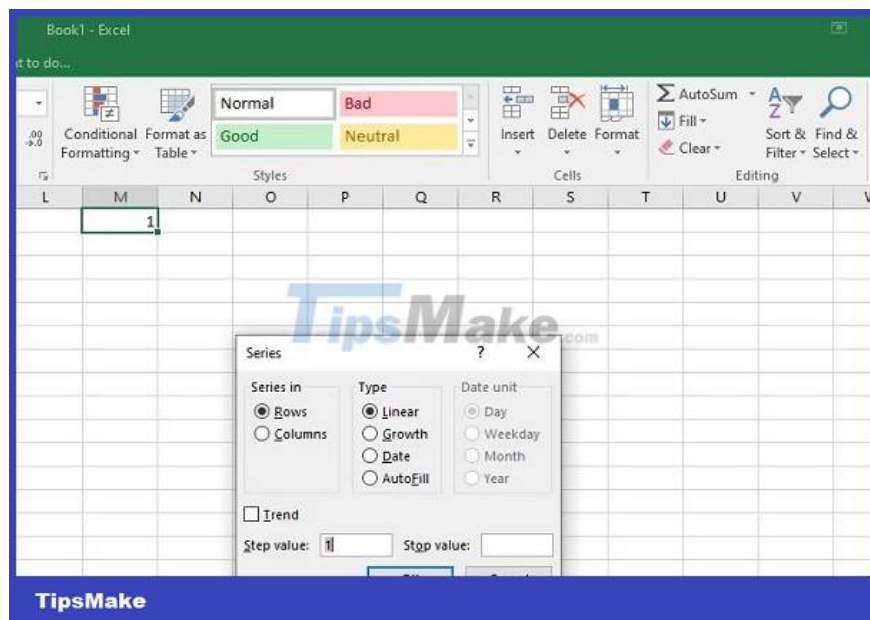 Book1 - Excel
t to do...
Normal
Bad
Good
Neutral
Conditional Formatting
Format as Table
Insert
Delete
Format
AutoSum
Fill
Clear
Sort & Filter
Find & Select
.00
Styles
Cells
Editing
L M N O P Q R S T U V
1
TipsMake.com
Series ?
Series in
Type
Date unit
Rows
Linear
Day
Columns
Growth
Weekday
Date
Month
AutoFill
Year
Trend
Step value: 1
Stop value:
TipsMake